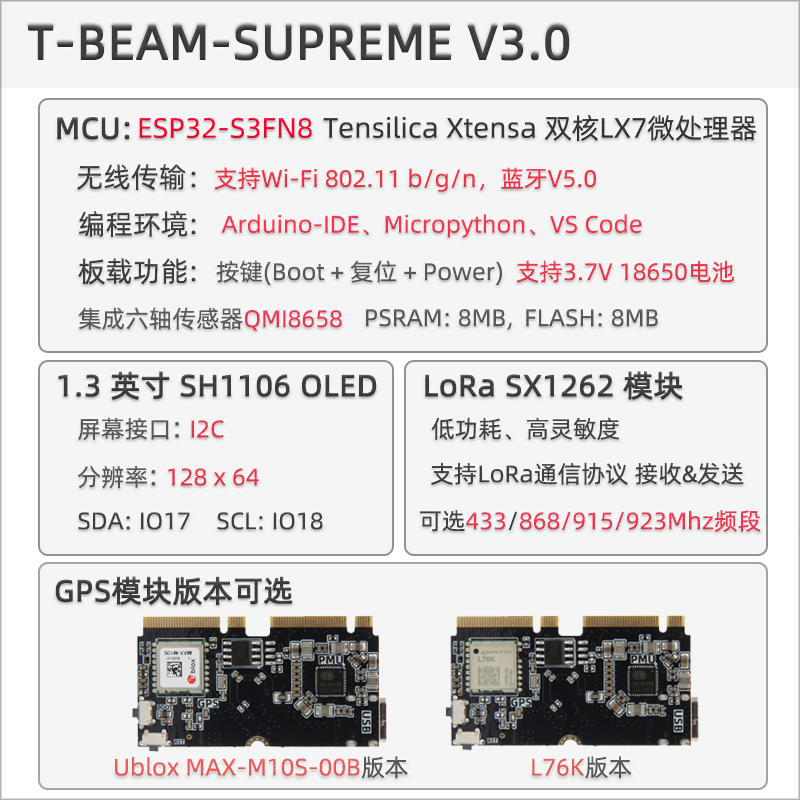 T-BEAM-SUPREME V3.0
MCU: ESP32-S3FN8 Tensilica Xtensa 双核LX7微处理器
无线传输：支持Wi-Fi 802.11 b/g/n，蓝牙V5.0
编程环境：Arduino-IDE、Micropython、VS Code
板载功能：按键(Boot + 复位 + Power) 支持3.7V 18650电池
集成六轴传感器QMI8658 PSRAM: 8MB, FLASH: 8MB
1.3 英寸 SH1106 OLED
屏幕接口：I2C
分辨率：128 x 64
SDA: IO17 SCL: IO18
LoRa SX1262 模块
低功耗、高灵敏度
支持LoRa通信协议 接收&发送
可选433/868/915/923Mhz频段
GPS模块版本可选
MAX-M10S
ublox
GPS
PMU
USB
RST
L76K
GPS
PMU
USB
RST
Ublox MAX-M10S-00B版本
L76K版本